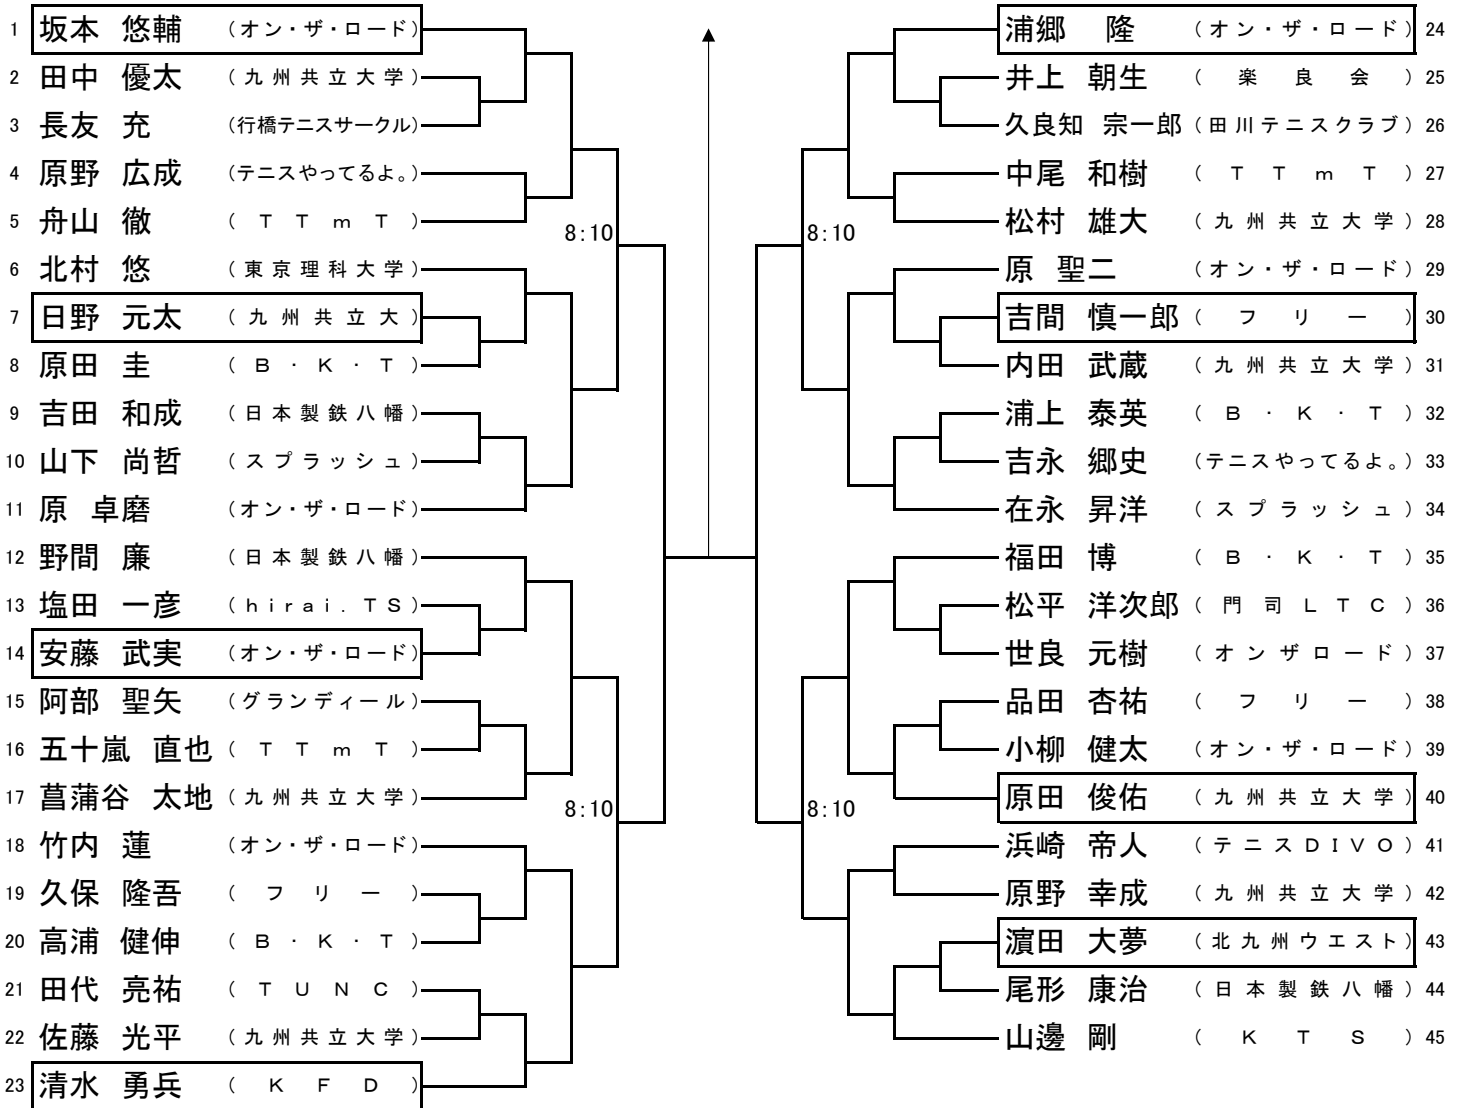 1 坂本 悠輔 (オン・ザ・ロード)
2 田中 優太 (九州共立大学)
3 長友 充 (行橋テニスサークル)
4 原野 広成 (テニスやってるよ。)
5 舟山 徹 (TTmT)
8:10
6 北村 悠 (東京理科大学)
7 日野 元太 (九州共立大)
8 原田 圭 (B・K・T)
9 吉田 和成 (日本製鉄八幡)
10 山下 尚哲 (スプラッシュ)
11 原 卓磨 (オン・ザ・ロード)
12 野間 廉 (日本製鉄八幡)
13 塩田 一彦 (hirai.TS)
14 安藤 武実 (オン・ザ・ロード)
15 阿部 聖矢 (グランディール)
16 五十嵐 直也 (TTmT)
17 菖蒲谷 太地 (九州共立大学)
8:10
18 竹内 蓮 (オン・ザ・ロード)
19 久保 隆吾 (フリー)
20 高浦 健伸 (B・K・T)
21 田代 亮祐 (TUNC)
22 佐藤 光平 (九州共立大学)
23 清水 勇兵 (KFD)
浦郷 隆 (オン・ザ・ロード) 24
井上 朝生 (楽良会) 25
久良知 宗一郎 (田川テニスクラブ) 26
中尾 和樹 (TTmT) 27
松村 雄大 (九州共立大学) 28
8:10
原 聖二 (オン・ザ・ロード) 29
吉間 慎一郎 (フリー) 30
内田 武蔵 (九州共立大学) 31
浦上 泰英 (B・K・T) 32
吉永 郷史 (テニスやってるよ。) 33
在永 昇洋 (スプラッシュ) 34
福田 博 (B・K・T) 35
松平 洋次郎 (門司LTC) 36
世良 元樹 (オンザロード) 37
品田 杏祐 (フリー) 38
小柳 健太 (オン・ザ・ロード) 39
原田 俊佑 (九州共立大学) 40
8:10
浜崎 帝人 (テニスDIVO) 41
原野 幸成 (九州共立大学) 42
濵田 大夢 (北九州ウエスト) 43
尾形 康治 (日本製鉄八幡) 44
山邊 剛 (KTS) 45